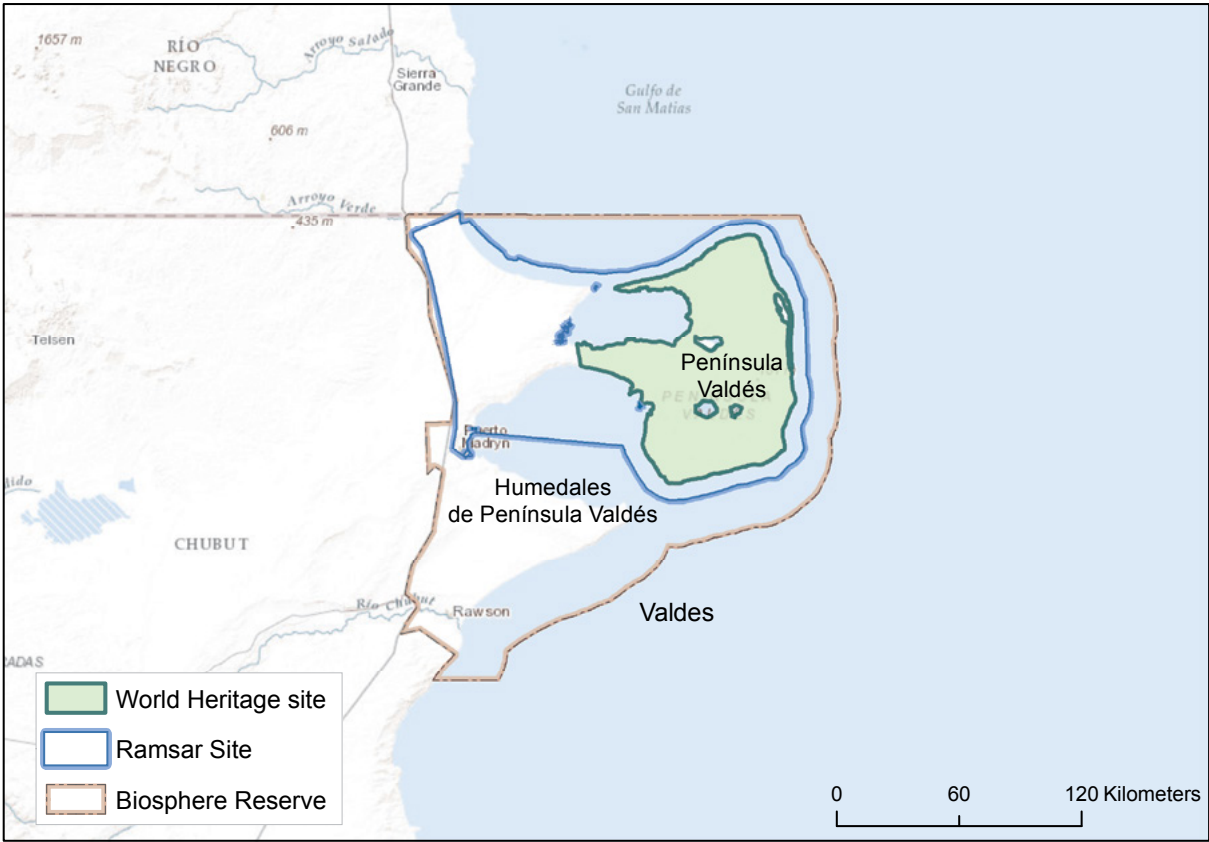 1657 m
RÍO
NEGRO
Arroyo Salado
Sierra
Grande
Gulfo de
San Matías
606 m
Arroyo Verde
435 m
Telsen
Península
Valdés
PENÍNSULA
VALDÉS
Puerto
Madryn
Humedales
de Península Valdés
CHUBUT
Río Chubut
Rawson
Valdes
World Heritage site
Ramsar Site
Biosphere Reserve
0 60 120 Kilometers